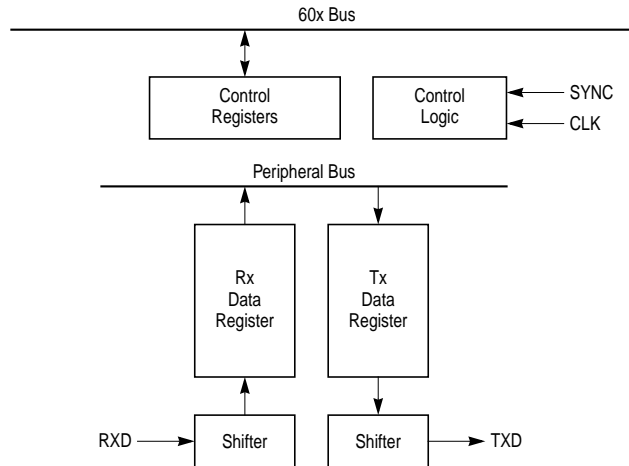 60x Bus
Control
Registers
Control
Logic
SYNC
CLK
Peripheral Bus
Rx
Data
Register
Tx
Data
Register
RXD
Shifter
Shifter
TXD